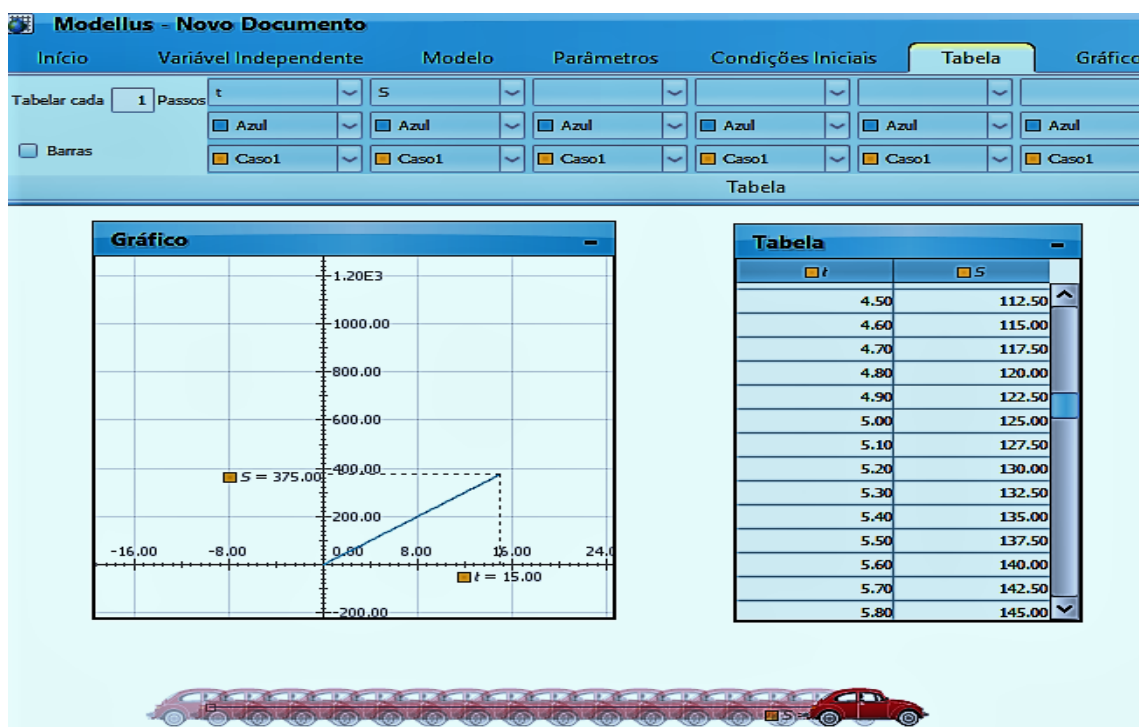 Modellus - Novo Documento
Início Variável Independente Modelo Parâmetros Condições Iniciais Tabela Gráfico
Tabelar cada 1 Passos t S
Azul Azul Azul Azul Azul Azul
Barras
Caso1 Caso1 Caso1 Caso1 Caso1 Caso1
Tabela
Gráfico
1.20E3
1000.00
800.00
600.00
400.00
S = 375.00
200.00
-16.00 -8.00 0.00 8.00 16.00 24.0
t = 15.00
-200.00
Tabela
t S
4.50 112.50
4.60 115.00
4.70 117.50
4.80 120.00
4.90 122.50
5.00 125.00
5.10 127.50
5.20 130.00
5.30 132.50
5.40 135.00
5.50 137.50
5.60 140.00
5.70 142.50
5.80 145.00
S =